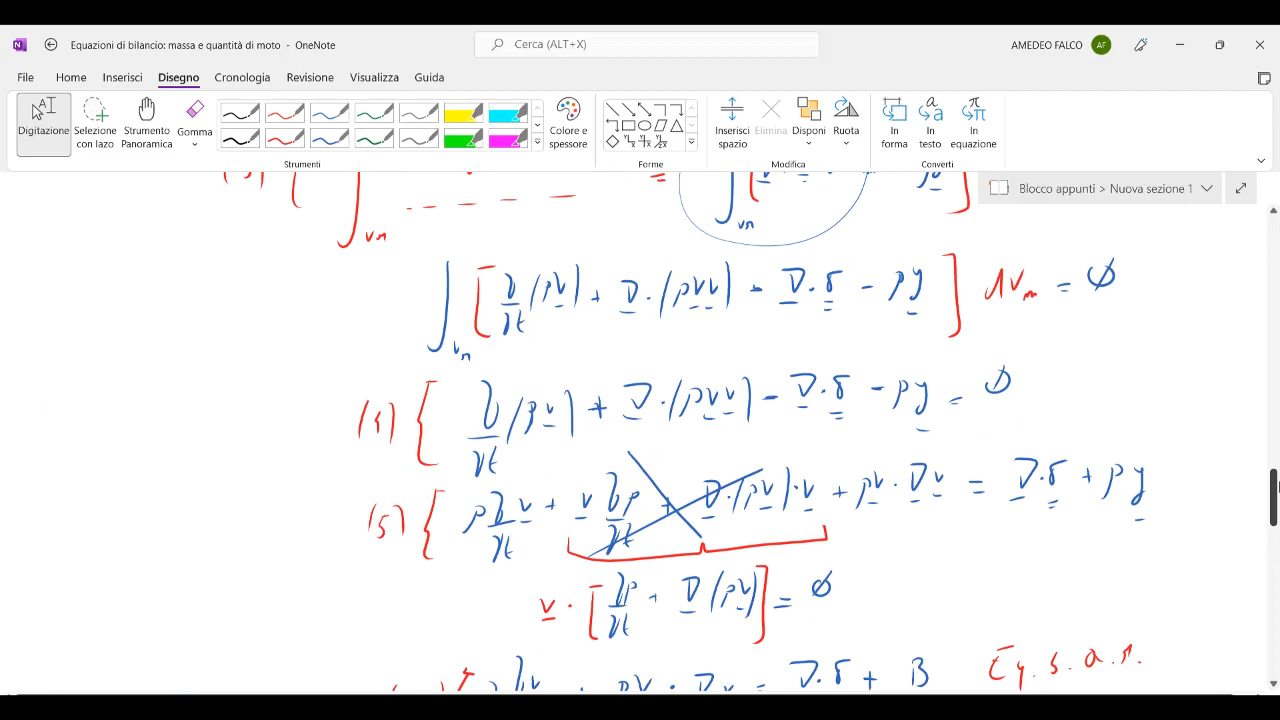 Equazioni di bilancio: massa e quantità di moto - OneNote
Cerca (ALT+X)
AMEDEO FALCO AF
File Home Inserisci Disegno Cronologia Revisione Visualizza Guida
Digitazione Selezione con lazo Strumento Panoramica Gomma Colore e spessore Inserisci spazio Elimina Disponi Ruota In forma In testo In equazione
Strumenti Forme Modifica Converti
Blocco appunti > Nuova sezione 1
∫Vm [∂/∂t (ρv) + ∇·(ρvv) - ∇·σ - ρg] dVm = ∅
(4) { ∂/∂t (ρv) + ∇·(ρvv) - ∇·σ - ρg = ∅
(5) { ρ ∂/∂t v + v ∂ρ/∂t + ∇·(ρv)·v + ρv·∇v = ∇·σ + ρg
v·[∂ρ/∂t + ∇(ρv)] = ∅